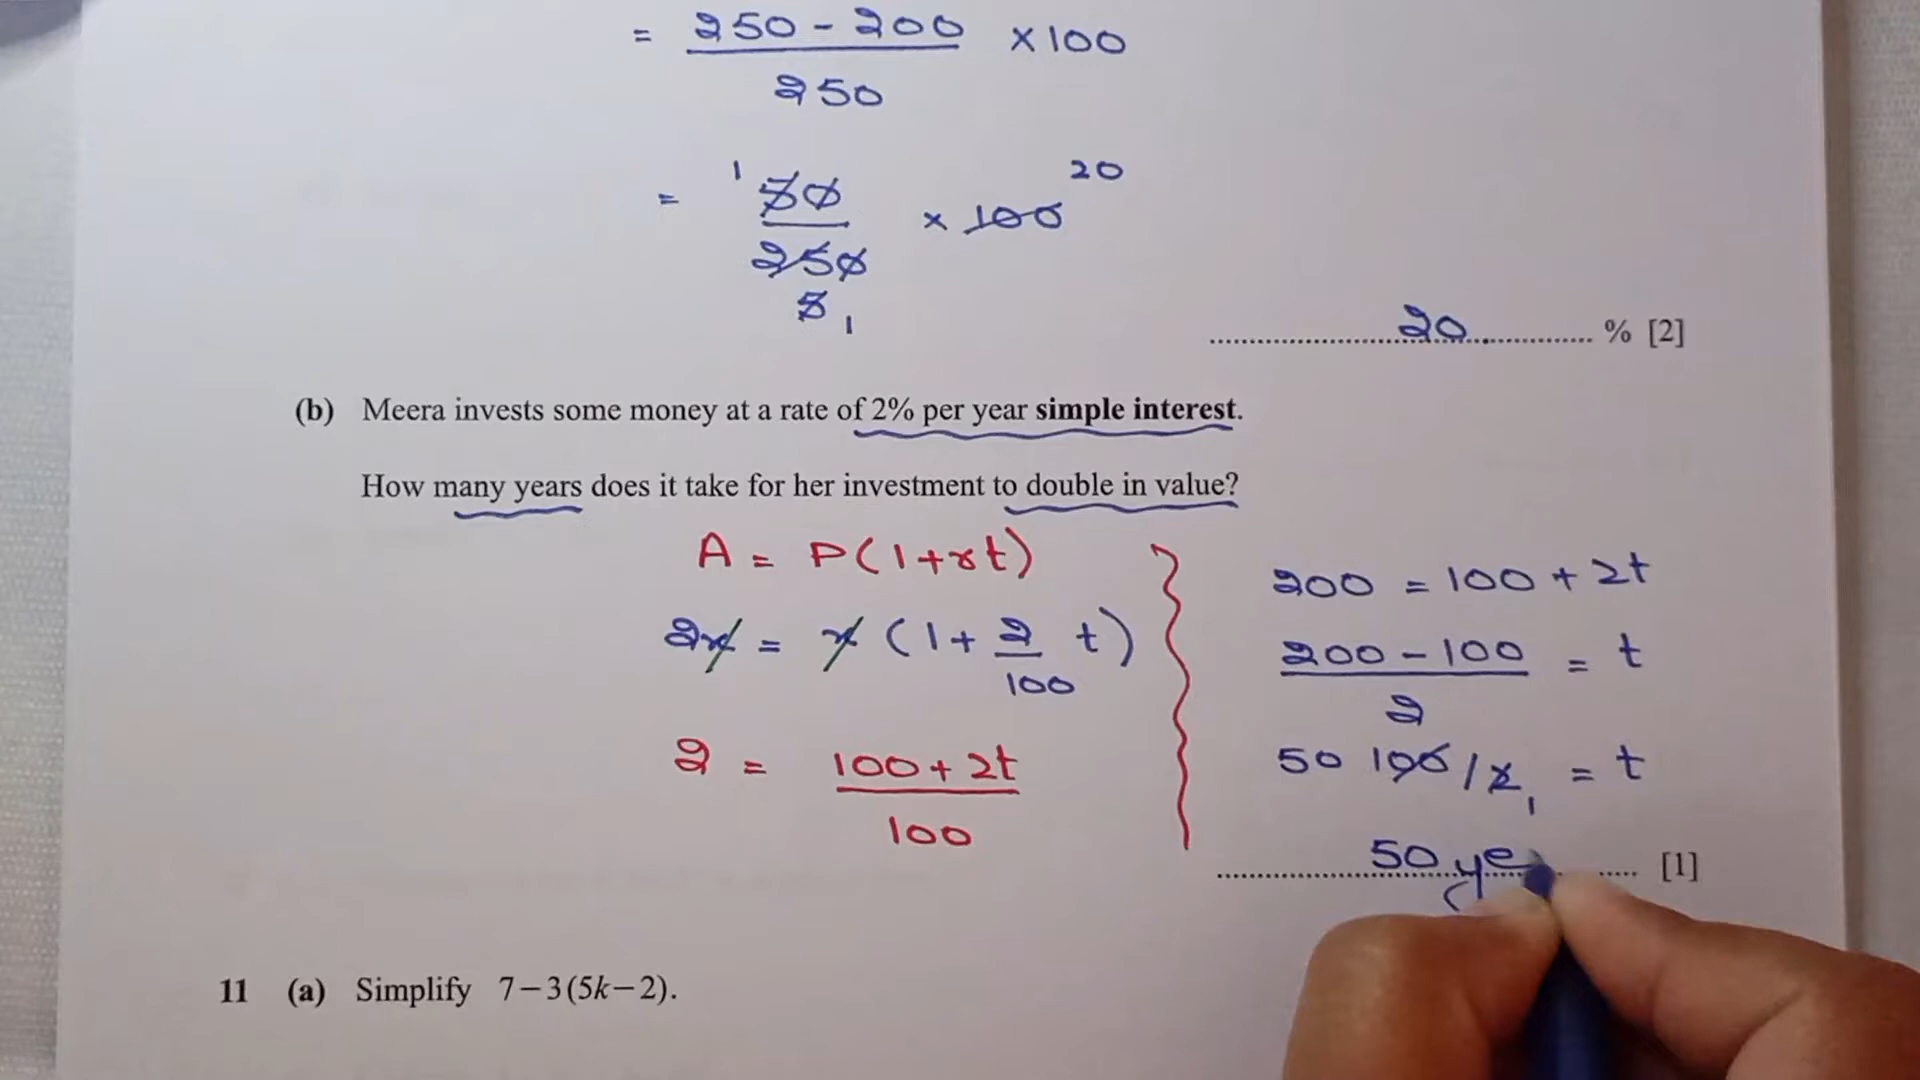 = 250 - 200 / 250 × 100
= 1 50 / 250 5 1 × 100 20
20 % [2]
(b) Meera invests some money at a rate of 2% per year simple interest.
How many years does it take for her investment to double in value?
A = P(1+rt)
2x = x (1 + 2/100 t)
2 = 100 + 2t / 100
200 = 100 + 2t
200 - 100 / 2 = t
50 100/2 1 = t
50 ye [1]
11 (a) Simplify 7 − 3(5k − 2).